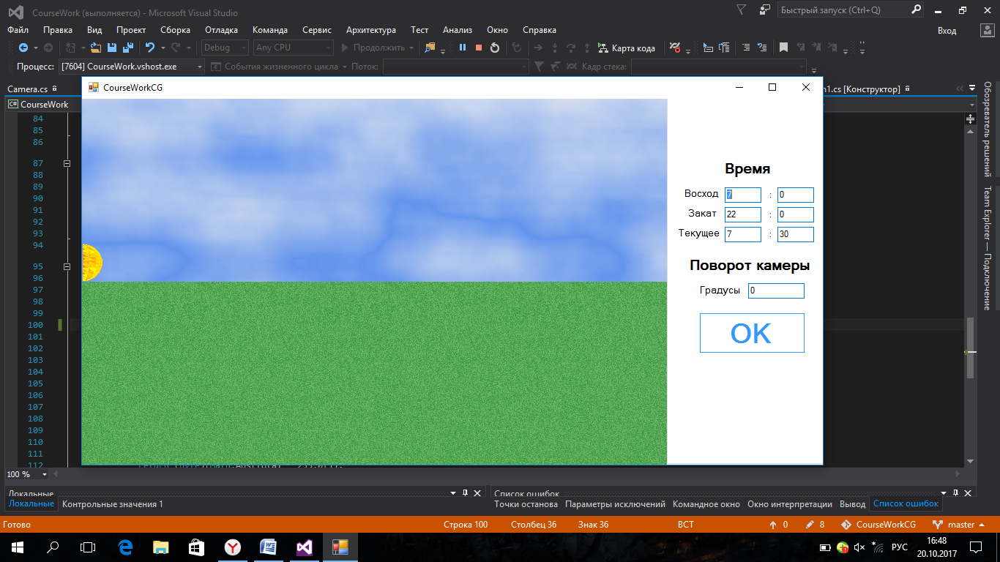 CourseWork (выполняется) - Microsoft Visual Studio
Быстрый запуск (Ctrl+Q)
Файл Правка Вид Проект Сборка Отладка Команда Сервис Архитектура Тест Анализ Окно Справка
Вход
Debug Any CPU Продолжить Карта кода
Процесс: [7604] CourseWork.vshost.exe События жизненного цикла Поток: Кадр стека:
Camera.cs
1.cs [Конструктор]
CourseWorkCG
C# CourseWork
84
85
86
87
88
89
90
91
92
93
94
95
96
97
98
99
100
101
102
103
104
105
106
107
108
109
110
111
112
Время
Восход 7 : 0
Закат 22 : 0
Текущее 7 : 30
Поворот камеры
Градусы 0
OK
Обозреватель решений
Team Explorer — Подключение
100 %
Локальные
Список ошибок
Локальные Контрольные значения 1
Точки останова Параметры исключений Командное окно Окно интерпретации Вывод Список ошибок
Готово Строка 100 Столбец 36 Знак 36 ВСТ 0 8 CourseWorkCG master
РУС
16:48
20.10.2017